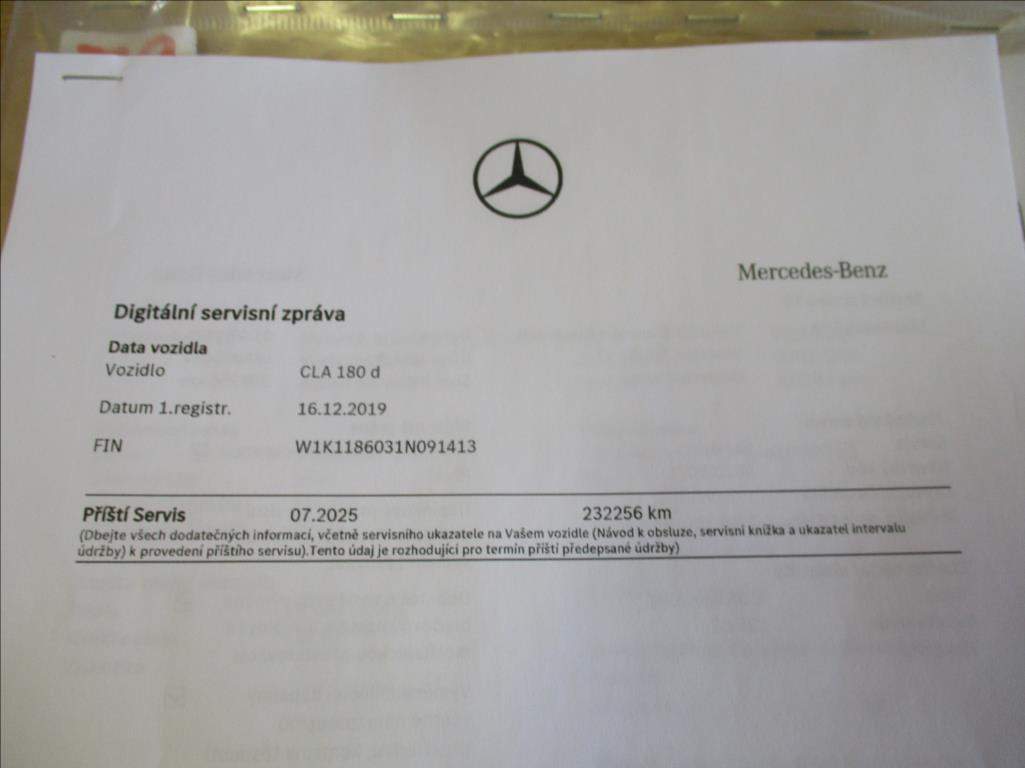 Mercedes-Benz
Digitální servisní zpráva
Data vozidla
Vozidlo CLA 180 d
Datum 1.registr. 16.12.2019
FIN W1K1186031N091413
Příští Servis 07.2025 232256 km
(Dbejte všech dodatečných informací, včetně servisního ukazatele na Vašem vozidle (Návod k obsluze, servisní knížka a ukazatel intervalu
údržby) k provedení příštího servisu).Tento údaj je rozhodující pro termín příští předepsané údržby)